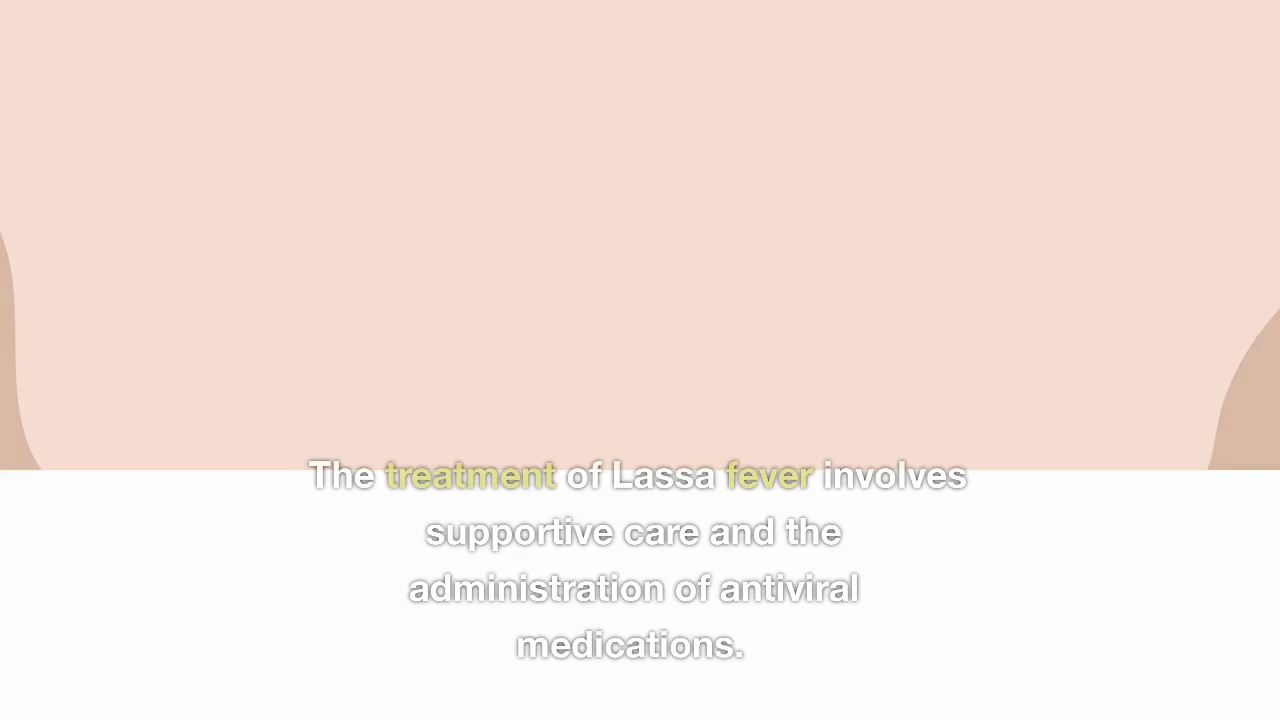 The treatment of Lassa fever involves
supportive care and the
administration of antiviral
medications.